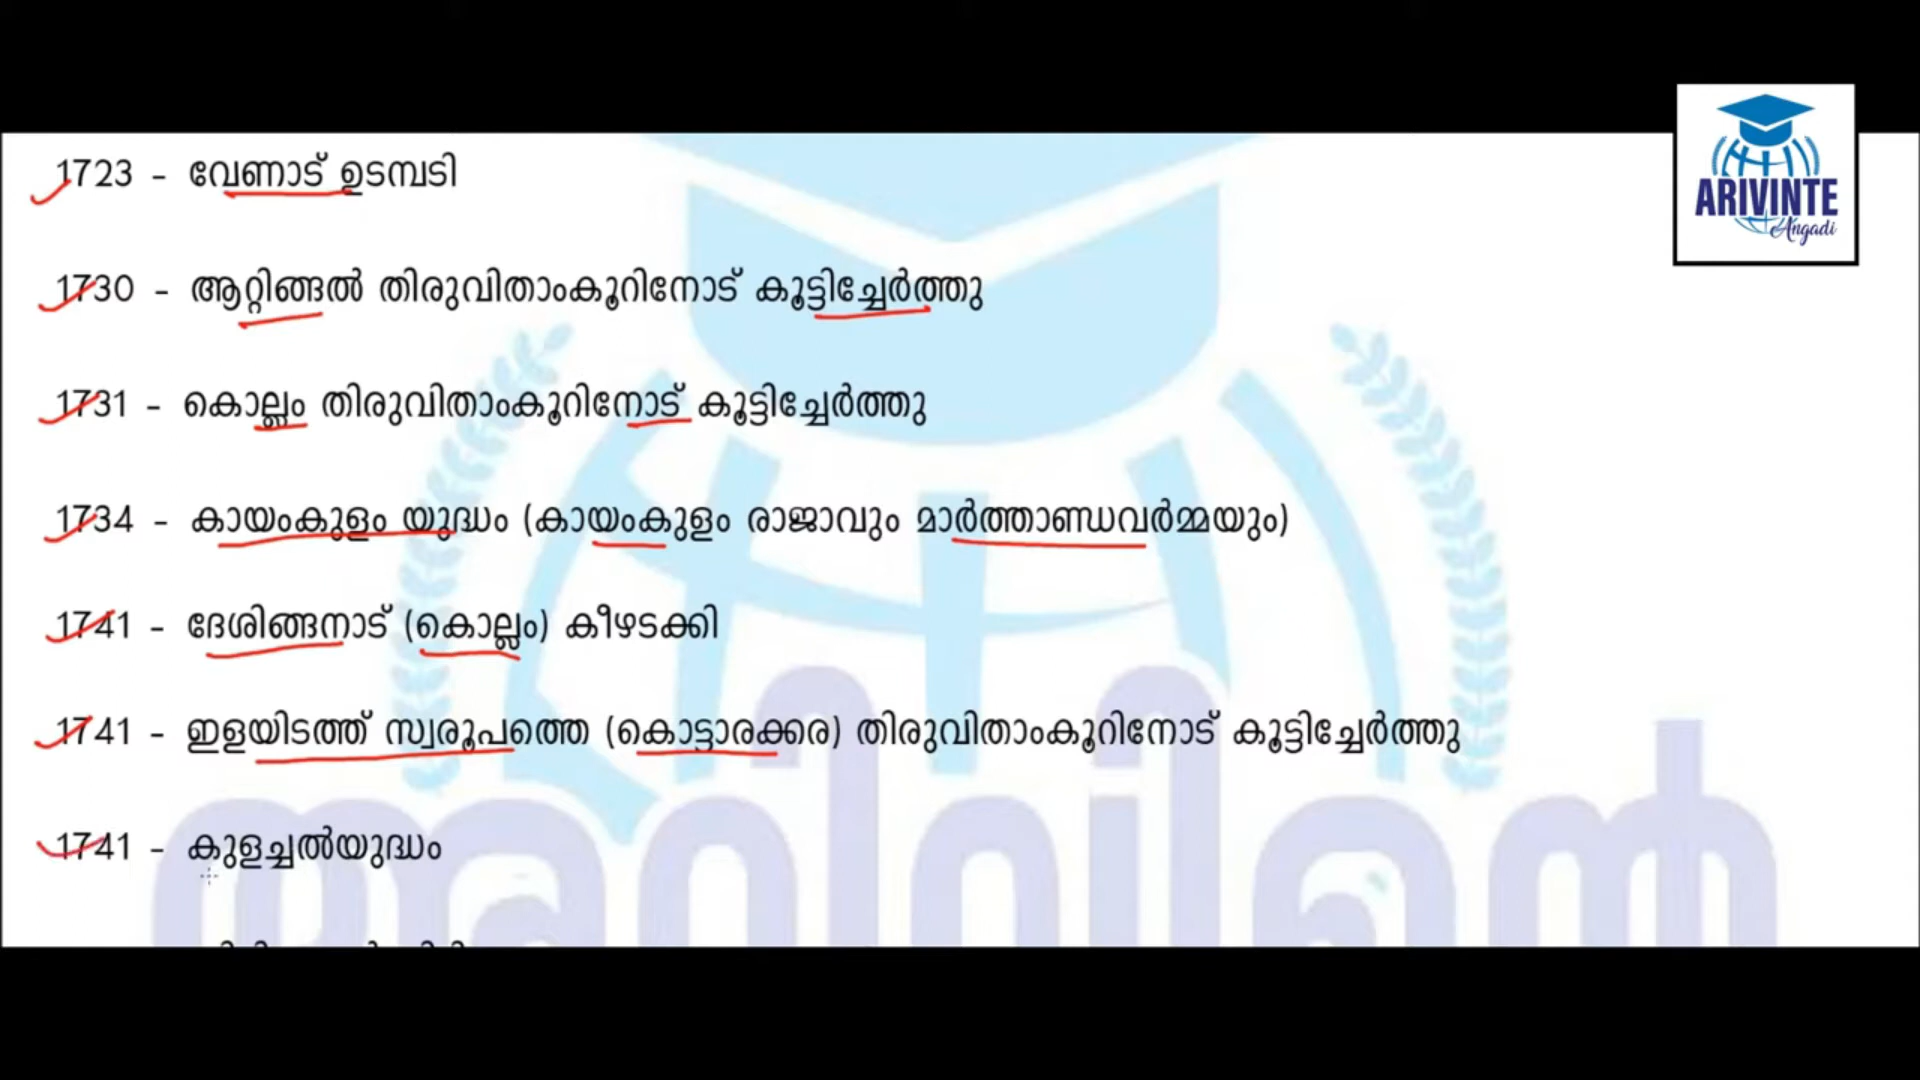 ARIVINTE
Angadi
1723 - വേണാട് ഉടമ്പടി
1730 - ആറ്റിങ്ങൽ തിരുവിതാംകൂറിനോട് കൂട്ടിച്ചേർത്തു
1731 - കൊല്ലം തിരുവിതാംകൂറിനോട് കൂട്ടിച്ചേർത്തു
1734 - കായംകുളം യുദ്ധം (കായംകുളം രാജാവും മാർത്താണ്ഡവർമ്മയും)
1741 - ദേശിങ്ങനാട് (കൊല്ലം) കീഴടക്കി
1741 - ഇളയിടത്ത് സ്വരൂപത്തെ (കൊട്ടാരക്കര) തിരുവിതാംകൂറിനോട് കൂട്ടിച്ചേർത്തു
1741 - കുളച്ചൽയുദ്ധം